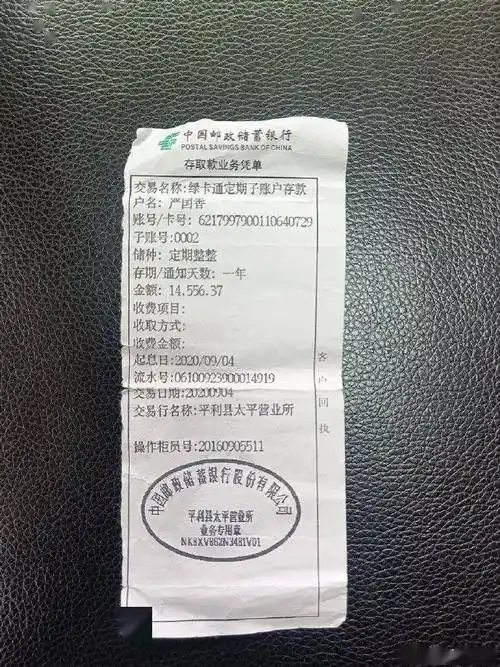 中国邮政储蓄银行
POSTAL SAVINGS BANK OF CHINA
存取款业务凭单
交易名称:绿卡通定期子账户存款
户名: 严国香
账号/卡号: 6217997900110640729
子账号:0002
储种: 定期整整
存期/通知天数: 一年
金额: 14,556.37
收费项目:
收取方式:
收费金额:
起息日:2020/09/04
流水号:06100923900014919
交易日期:20200904
交易行名称:平利县太平营业所
操作柜员号:20160905511
客户回执
中国邮政储蓄银行股份有限公司
平利县太平营业所
业务专用章